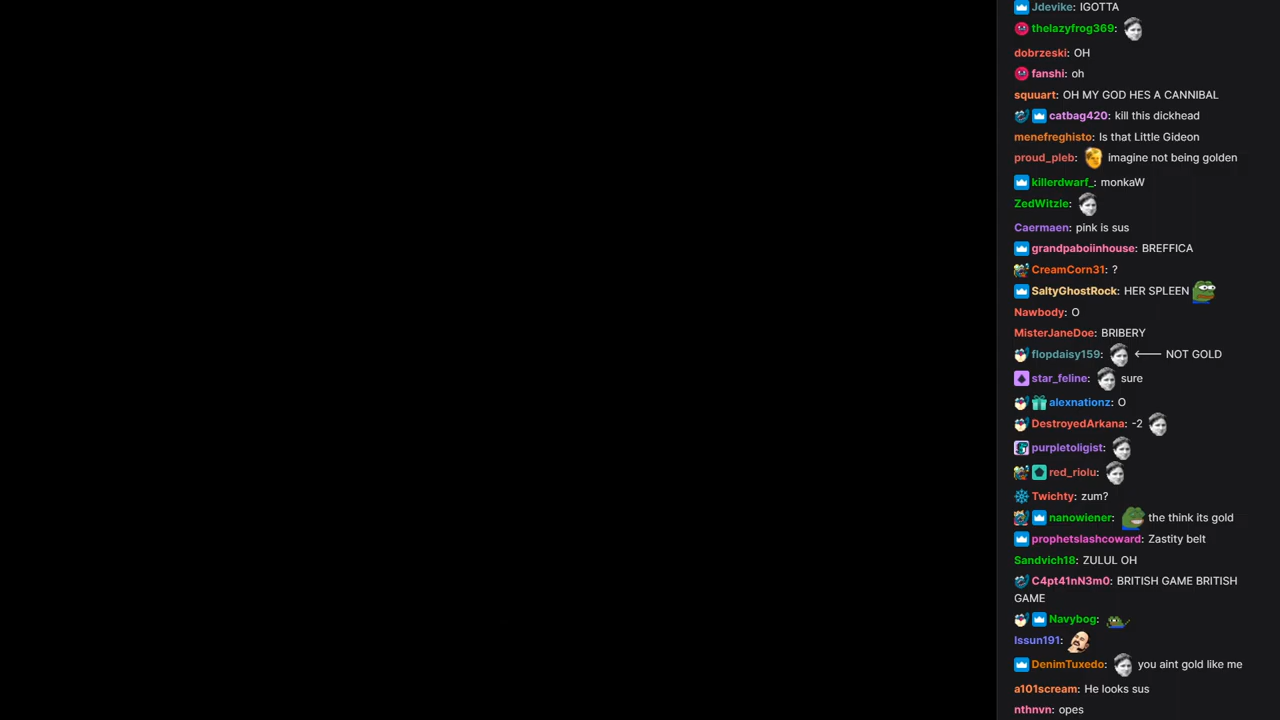 Jdevike: IGOTTA
thelazyfrog369:
dobrzeski: OH
fanshi: oh
squuart: OH MY GOD HES A CANNIBAL
catbag420: kill this dickhead
menefreghisto: Is that Little Gideon
proud_pleb: imagine not being golden
killerdwarf_: monkaW
ZedWitzle:
Caermaen: pink is sus
grandpaboiinhouse: BREFFICA
CreamCorn31: ?
SaltyGhostRock: HER SPLEEN
Nawbody: O
MisterJaneDoe: BRIBERY
flopdaisy159: <--- NOT GOLD
star_feline: sure
alexnationz: O
DestroyedArkana: -2
purpletoligist:
red_riolu:
Twichty: zum?
nanowiener: the think its gold
prophetslashcoward: Zastity belt
Sandvich18: ZULUL OH
C4pt41nN3m0: BRITISH GAME BRITISH
GAME
Navybog:
Issun191:
DenimTuxedo: you aint gold like me
a101scream: He looks sus
nthnvn: opes